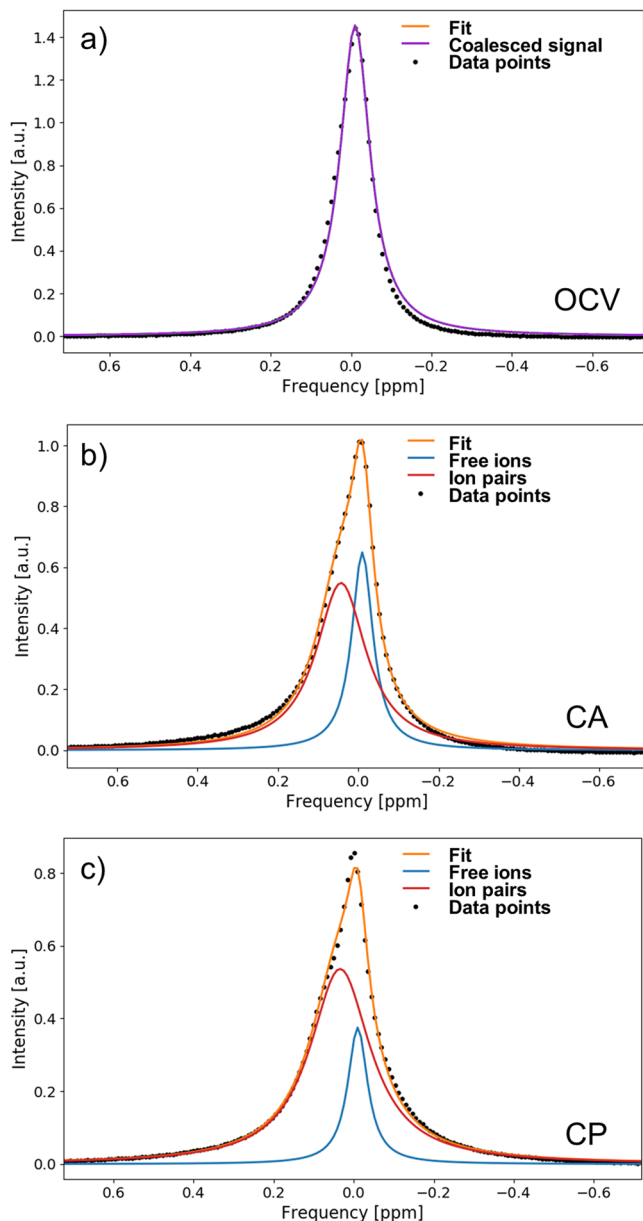 a)
Fit
Coalesced signal
Data points
OCV
Intensity [a.u.]
1.4
1.2
1.0
0.8
0.6
0.4
0.2
0.0
0.6 0.4 0.2 0.0 −0.2 −0.4 −0.6
Frequency [ppm]
b)
Fit
Free ions
Ion pairs
Data points
CA
Intensity [a.u.]
1.0
0.8
0.6
0.4
0.2
0.0
0.6 0.4 0.2 0.0 −0.2 −0.4 −0.6
Frequency [ppm]
c)
Fit
Free ions
Ion pairs
Data points
CP
Intensity [a.u.]
0.8
0.6
0.4
0.2
0.0
0.6 0.4 0.2 0.0 −0.2 −0.4 −0.6
Frequency [ppm]